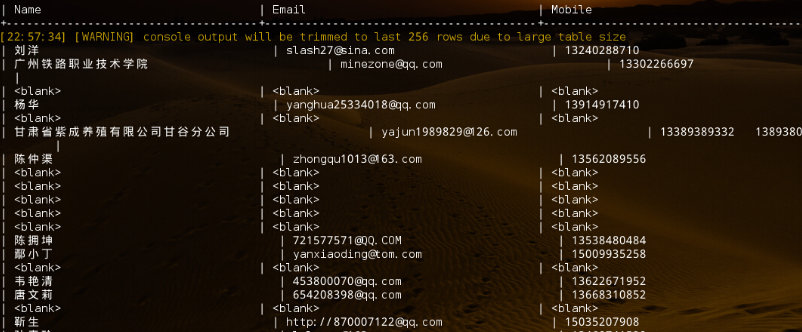 | Name | Email | Mobile
[22:57:34] [WARNING] console output will be trimmed to last 256 rows due to large table size
| 刘洋 | slash27@sina.com | 13240288710
| 广州铁路职业技术学院 | minezone@qq.com | 13302266697
|
| <blank> | <blank> | <blank>
| 杨华 | yanghua25334018@qq.com | 13914917410
| <blank> | <blank> | <blank>
| 甘肃省紫成养殖有限公司甘谷分公司 | yajun1989829@126.com | 13389389332 1389380
|
| 陈仲渠 | zhongqu1013@163.com | 13562089556
| <blank> | <blank> | <blank>
| <blank> | <blank> | <blank>
| <blank> | <blank> | <blank>
| <blank> | <blank> | <blank>
| <blank> | <blank> | <blank>
| 陈拥坤 | 721577571@QQ.COM | 13538480484
| 鄢小丁 | yanxiaoding@tom.com | 15009935258
| <blank> | <blank> | <blank>
| 韦艳清 | 453800070@qq.com | 13622671952
| 唐文莉 | 654208398@qq.com | 13668310852
| <blank> | <blank> | <blank>
| 靳生 | http://870007122@qq.com | 15035207908